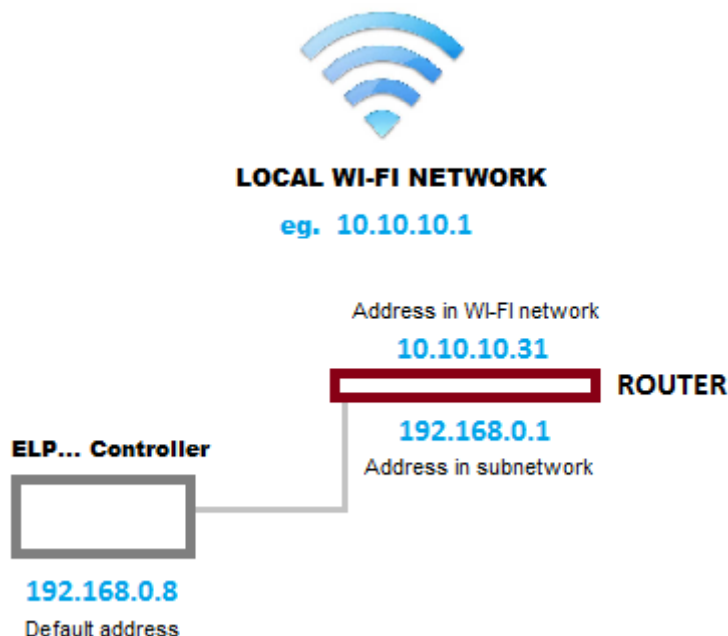 LOCAL WI-FI NETWORK
eg. 10.10.10.1
Address in WI-FI network
10.10.10.31
ROUTER
192.168.0.1
Address in subnetwork
ELP... Controller
192.168.0.8
Default address